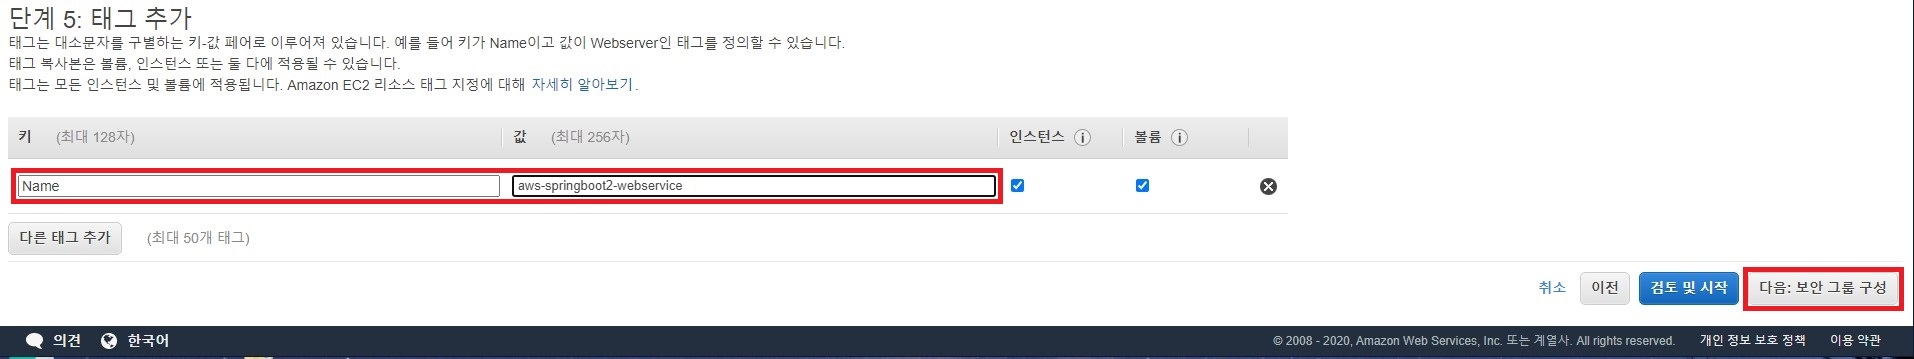 단계 5: 태그 추가
태그는 대소문자를 구별하는 키-값 페어로 이루어져 있습니다. 예를 들어 키가 Name이고 값이 Webserver인 태그를 정의할 수 있습니다.
태그 복사본은 볼륨, 인스턴스 또는 둘 다에 적용될 수 있습니다.
태그는 모든 인스턴스 및 볼륨에 적용됩니다. Amazon EC2 리소스 태그 지정에 대해 자세히 알아보기.
키 (최대 128자) 값 (최대 256자) 인스턴스 볼륨
Name aws-springboot2-webservice
다른 태그 추가 (최대 50개 태그)
취소 이전 검토 및 시작 다음: 보안 그룹 구성
의견 한국어 © 2008 - 2020, Amazon Web Services, Inc. 또는 계열사. All rights reserved. 개인 정보 보호 정책 이용 약관